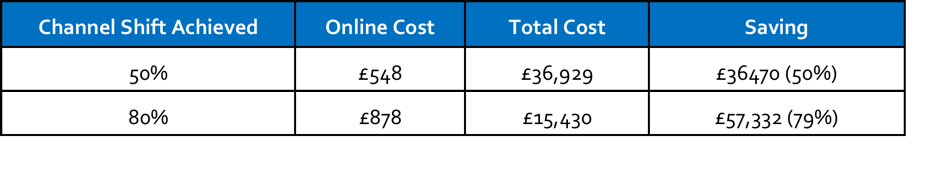 Channel Shift Achieved Online Cost Total Cost Saving
50% £548 £36,929 £36470 (50%)
80% £878 £15,430 £57,332 (79%)